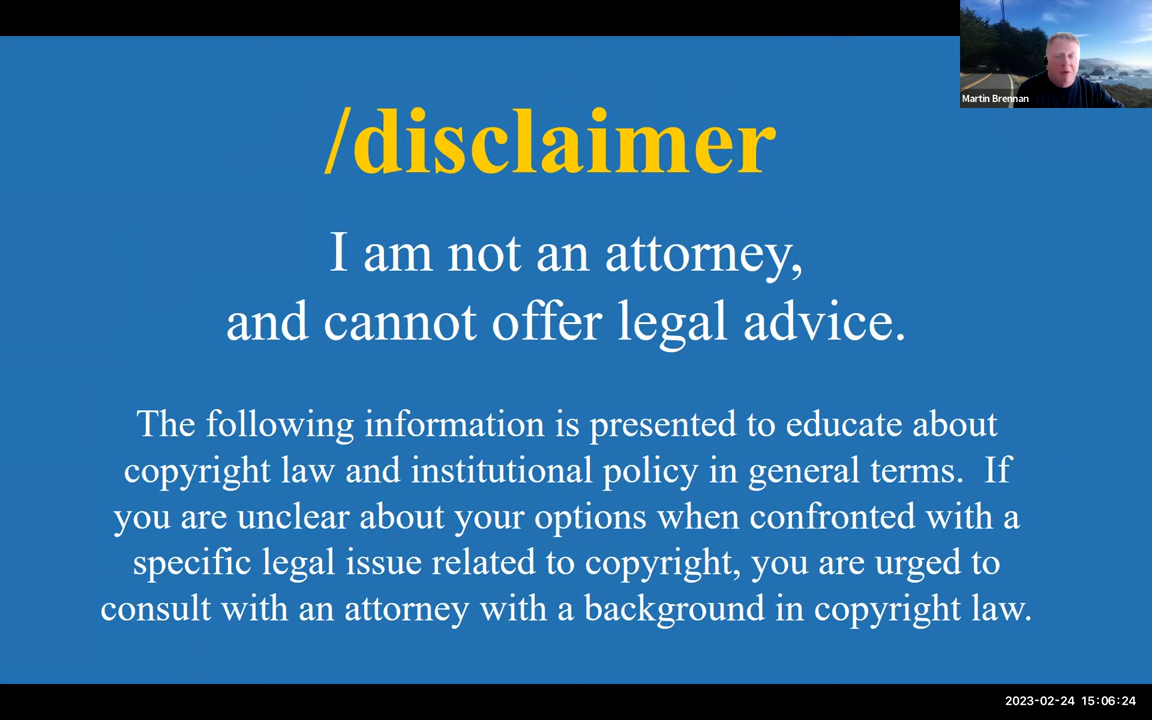 Martin Brennan
/disclaimer
I am not an attorney,
and cannot offer legal advice.
The following information is presented to educate about
copyright law and institutional policy in general terms.  If
you are unclear about your options when confronted with a
specific legal issue related to copyright, you are urged to
consult with an attorney with a background in copyright law.
2023-02-24 15:06:24